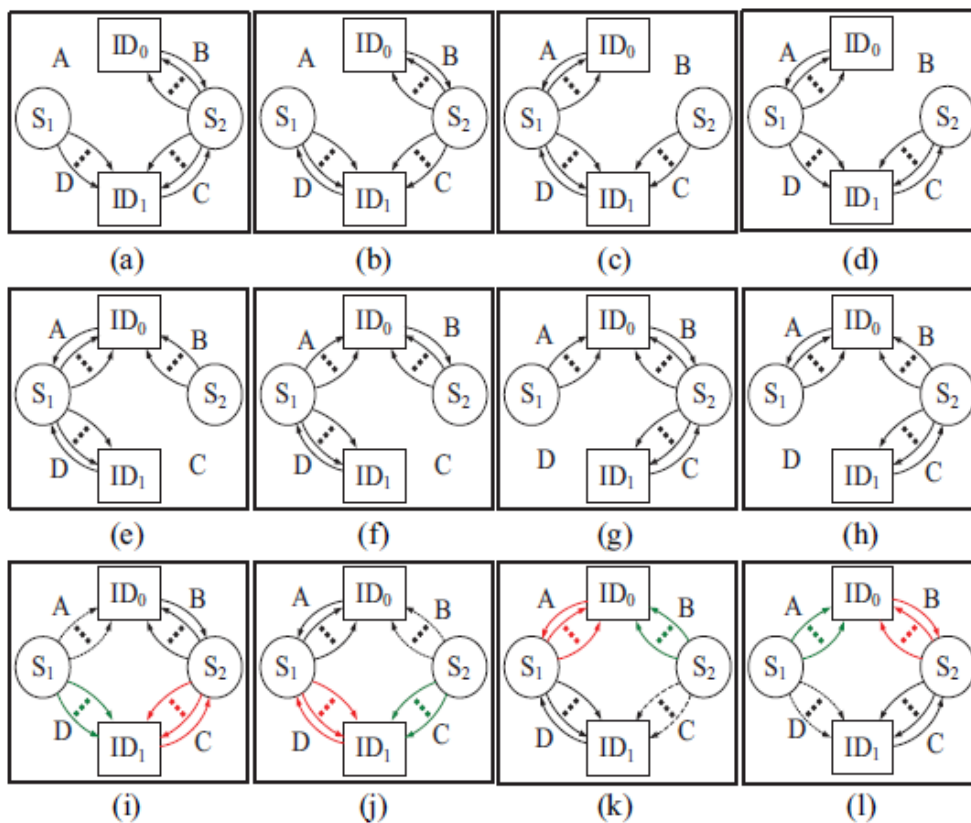 A ID₀ B A ID₀ B A ID₀ B A ID₀ B
S₁ S₂ S₁ S₂ S₁ S₂ S₁ S₂
D ID₁ C D ID₁ C D ID₁ C D ID₁ C
(a) (b) (c) (d)
A ID₀ B A ID₀ B A ID₀ B A ID₀ B
S₁ S₂ S₁ S₂ S₁ S₂ S₁ S₂
D ID₁ C D ID₁ C D ID₁ C D ID₁ C
(e) (f) (g) (h)
A ID₀ B A ID₀ B A ID₀ B A ID₀ B
S₁ S₂ S₁ S₂ S₁ S₂ S₁ S₂
D ID₁ C D ID₁ C D ID₁ C D ID₁ C
(i) (j) (k) (l)